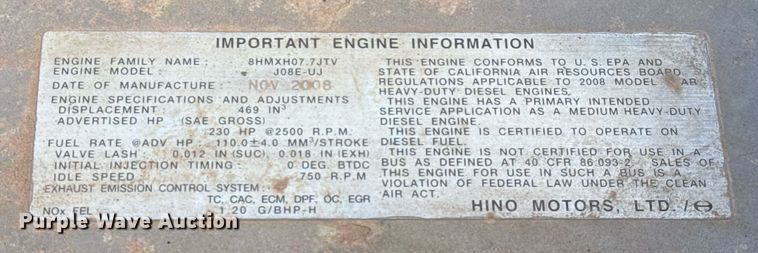 IMPORTANT ENGINE INFORMATION
ENGINE FAMILY NAME : 8HMXH07.7JTV
ENGINE MODEL : J08E-UJ
DATE OF MANUFACTURE : NOV 2008
ENGINE SPECIFICATIONS AND ADJUSTMENTS
DISPLACEMENT : 469 IN³
ADVERTISED HP (SAE GROSS)
230 HP @2500 R.P.M.
FUEL RATE @ADV HP : 110.0±4.0 MM³/STROKE
VALVE LASH : 0.012 IN (SUC), 0.018 IN (EXH)
INITIAL INJECTION TIMING : 0 DEG. BTDC
IDLE SPEED : 750 R.P.M
EXHAUST EMISSION CONTROL SYSTEM :
TC, CAC, ECM, DPF, OC, EGR
NOx FEL 1.20 G/BHP-H
THIS ENGINE CONFORMS TO U.S. EPA AND
STATE OF CALIFORNIA AIR RESOURCES BOARD
REGULATIONS APPLICABLE TO 2008 MODEL YEAR
HEAVY-DUTY DIESEL ENGINES.
THIS ENGINE HAS A PRIMARY INTENDED
SERVICE APPLICATION AS A MEDIUM HEAVY-DUTY
DIESEL ENGINE.
THIS ENGINE IS CERTIFIED TO OPERATE ON
DIESEL FUEL.
THIS ENGINE IS NOT CERTIFIED FOR USE IN A
BUS AS DEFINED AT 40 CFR 86.093-2. SALES OF
THIS ENGINE FOR USE IN SUCH A BUS IS A
VIOLATION OF FEDERAL LAW UNDER THE CLEAN
AIR ACT.
HINO MOTORS, LTD.
Purple Wave Auction